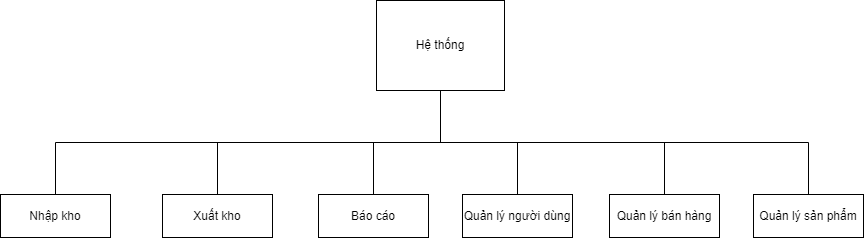 Hệ thống
Nhập kho
Xuất kho
Báo cáo
Quản lý người dùng
Quản lý bán hàng
Quản lý sản phẩm